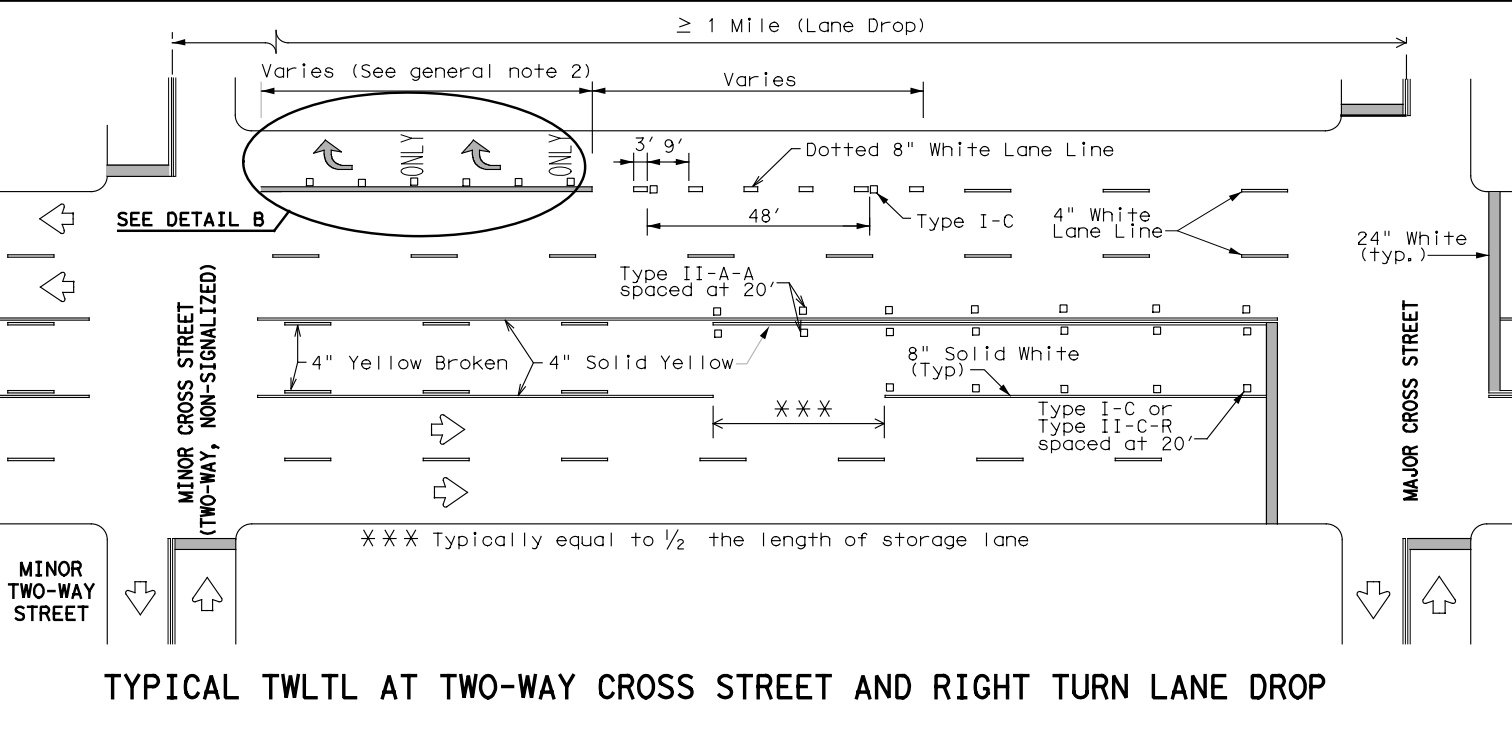 ≥ 1 Mile (Lane Drop)
Varies (See general note 2)
Varies
ONLY
ONLY
3' 9'
Dotted 8" White Lane Line
SEE DETAIL B
48'
Type I-C
4" White
Lane Line
24" White
(typ.)
Type II-A-A
spaced at 20'
MINOR CROSS STREET
(TWO-WAY, NON-SIGNALIZED)
4" Yellow Broken
4" Solid Yellow
8" Solid White
(Typ)
***
Type I-C or
Type II-C-R
spaced at 20'
MAJOR CROSS STREET
*** Typically equal to ½ the length of storage lane
MINOR
TWO-WAY
STREET
TYPICAL TWLTL AT TWO-WAY CROSS STREET AND RIGHT TURN LANE DROP